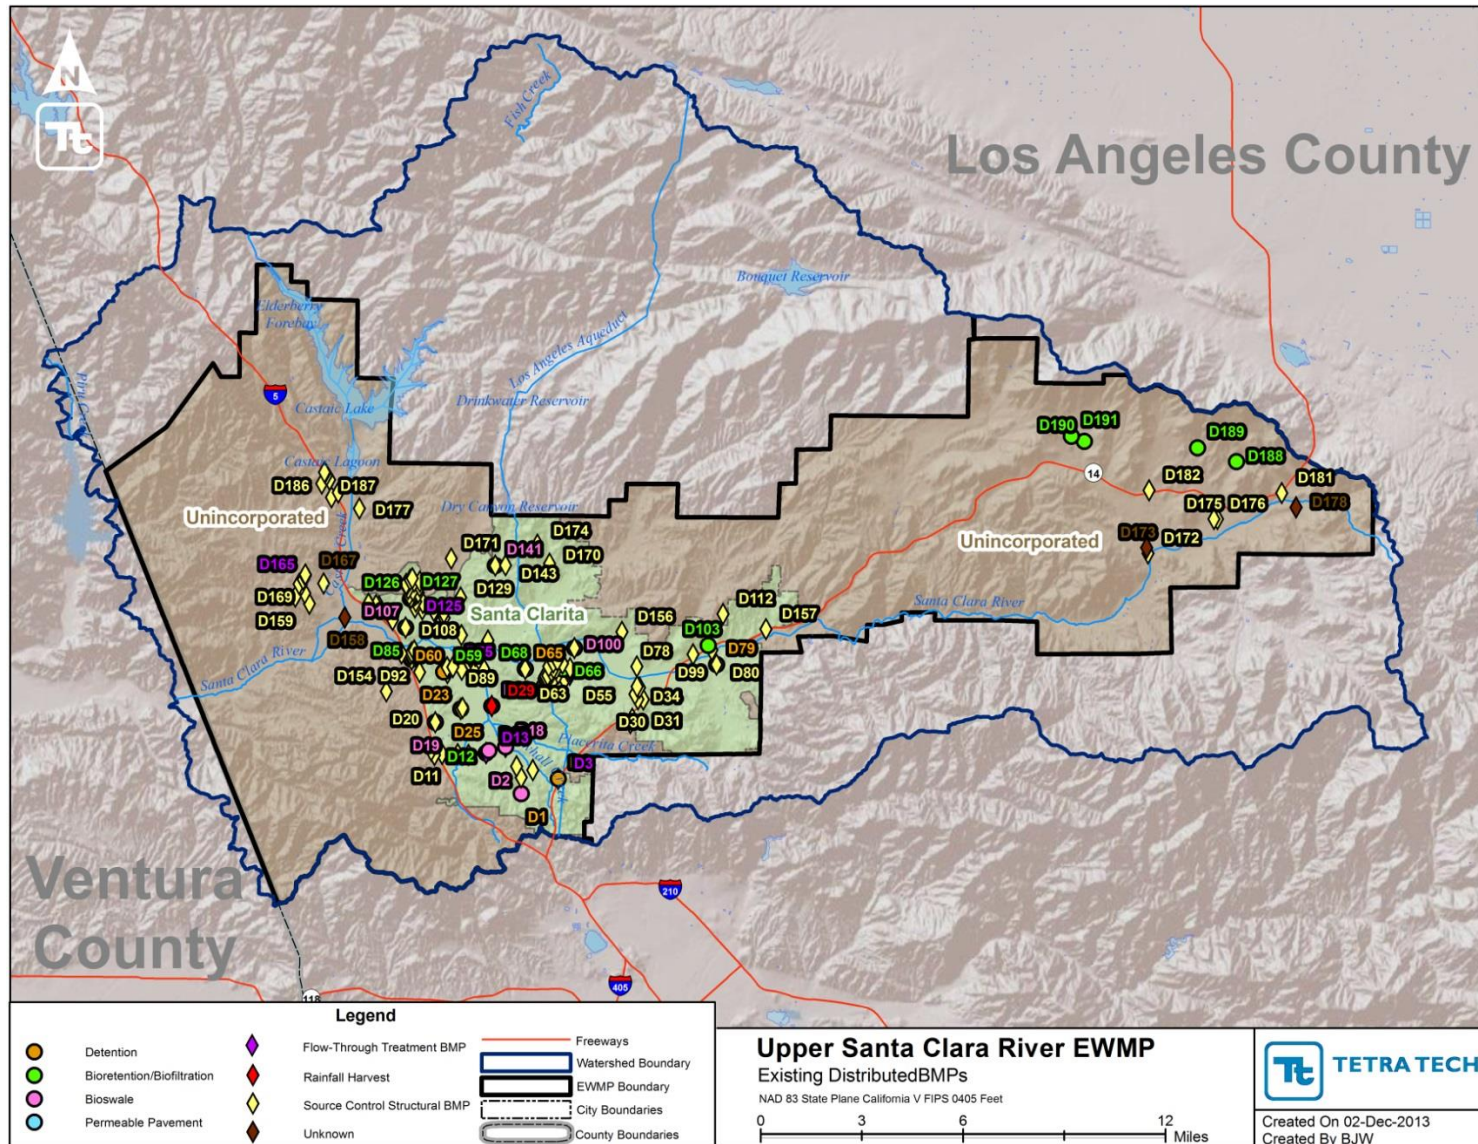 N
Tt
Los Angeles County
Fish Creek
Bouquet Reservoir
Elderberry
Forebay
Los Angeles Aqueduct
5
Castaic Lake
Drinkwater Reservoir
D190
D191
D189
D188
Castaic Lagoon
14
D182
D181
D186
D187
D177
Unincorporated
Dry Canyon Reservoir
D175
D176
D178
D174
D171
D141
D170
D173
D172
Unincorporated
D165
D167
D126
D127
D129
D143
D169
D107
D125
Santa Clarita
D156
D112
D157
Santa Clara River
D159
D108
D158
D103
D100
D79
D85
D60
D59
D68
D65
D78
Santa Clara River
D154
D92
D89
D66
D99
D80
D23
D29
D63
D55
D34
D20
D30
D31
D25
D19
D13
Placerita Creek
D12
D3
D11
D2
D1
Ventura
County
210
405
118
Legend
Detention
Bioretention/Biofiltration
Bioswale
Permeable Pavement
Flow-Through Treatment BMP
Rainfall Harvest
Source Control Structural BMP
Unknown
Freeways
Watershed Boundary
EWMP Boundary
City Boundaries
County Boundaries
Upper Santa Clara River EWMP
Existing DistributedBMPs
NAD 83 State Plane California V FIPS 0405 Feet
0 3 6 12
Miles
Tt TETRA TECH
Created On 02-Dec-2013
Created By BJW